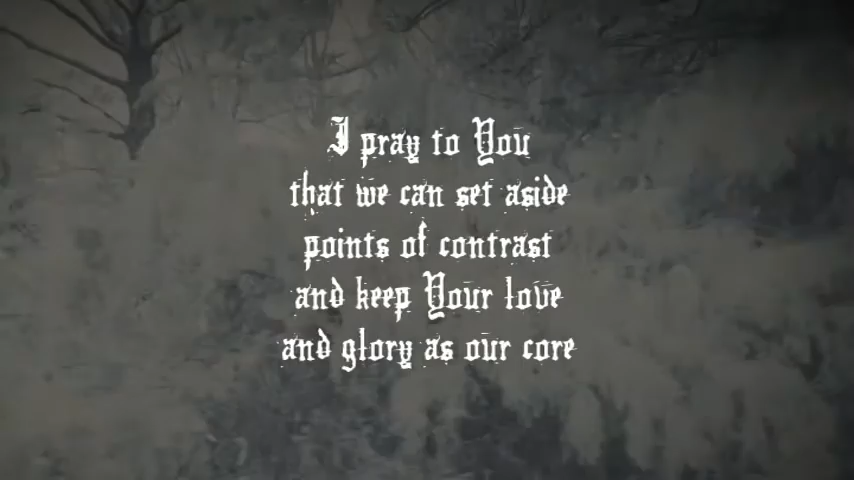 I pray to You
that we can set aside
points of contrast
and keep Your love
and glory as our core